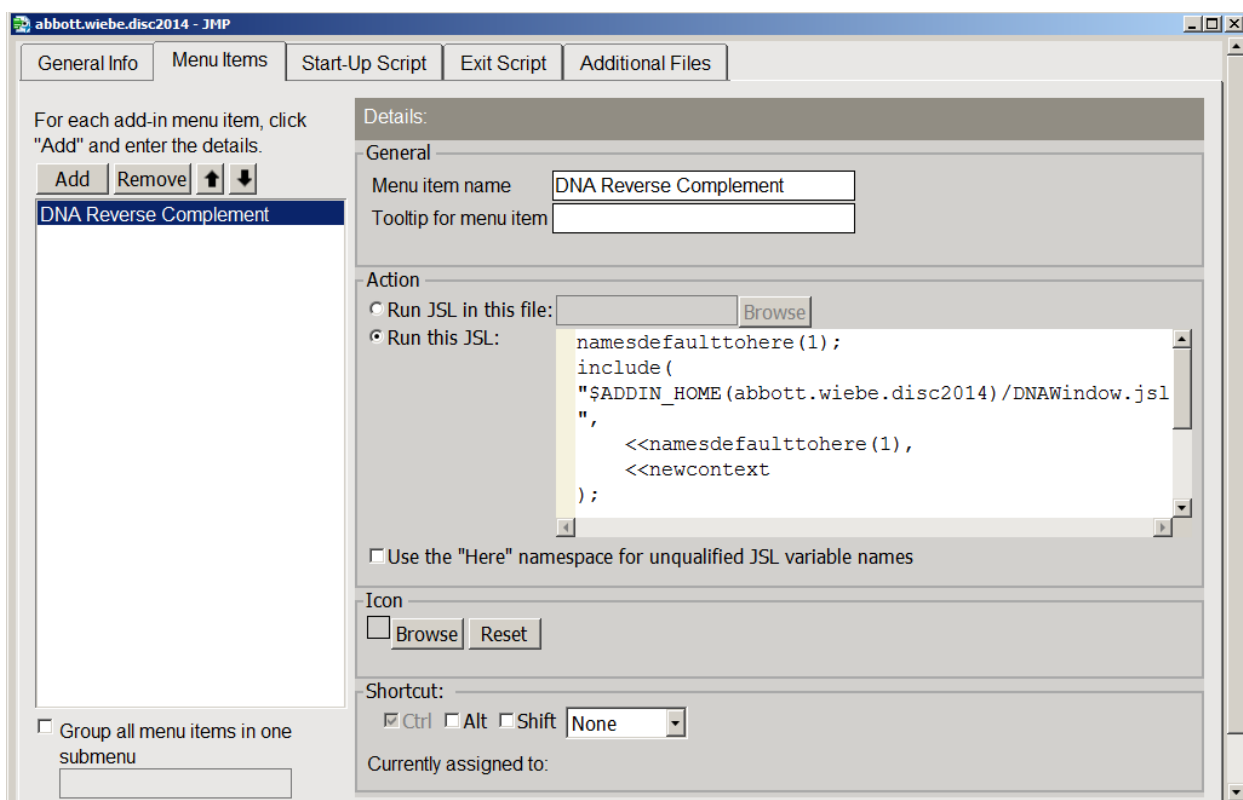 abbott.wiebe.disc2014 - JMP
General Info
Menu Items
Start-Up Script
Exit Script
Additional Files
For each add-in menu item, click
"Add" and enter the details.
Add
Remove
DNA Reverse Complement
Group all menu items in one
submenu
Details:
General
Menu item name
DNA Reverse Complement
Tooltip for menu item
Action
Run JSL in this file:
Browse
Run this JSL:
namesdefaulttohere(1);
include(
"$ADDIN_HOME(abbott.wiebe.disc2014)/DNAWindow.jsl
",
<<namesdefaulttohere(1),
<<newcontext
);
Use the "Here" namespace for unqualified JSL variable names
Icon
Browse
Reset
Shortcut:
Ctrl
Alt
Shift
None
Currently assigned to: